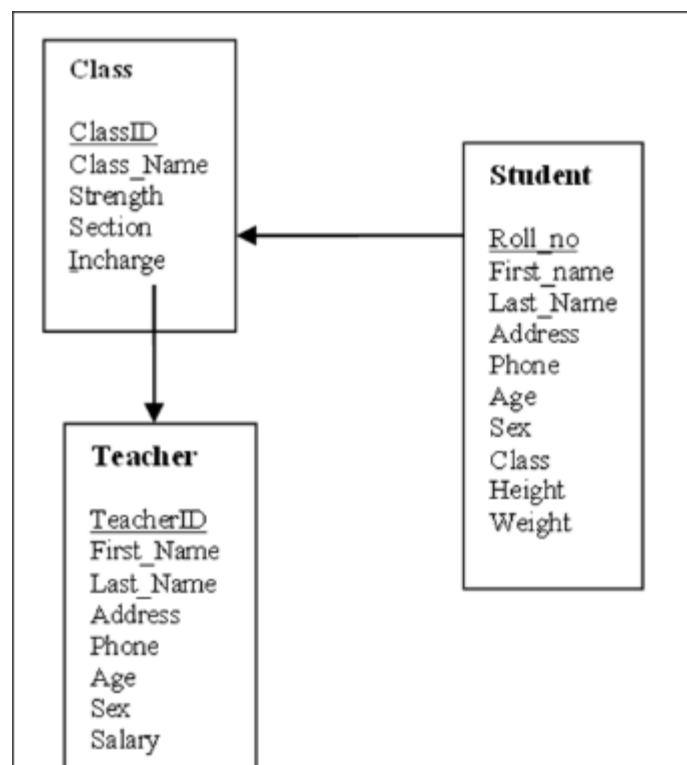 Class
ClassID
Class_Name
Strength
Section
Incharge
Student
Roll_no
First_name
Last_Name
Address
Phone
Age
Sex
Class
Height
Weight
Teacher
TeacherID
First_Name
Last_Name
Address
Phone
Age
Sex
Salary